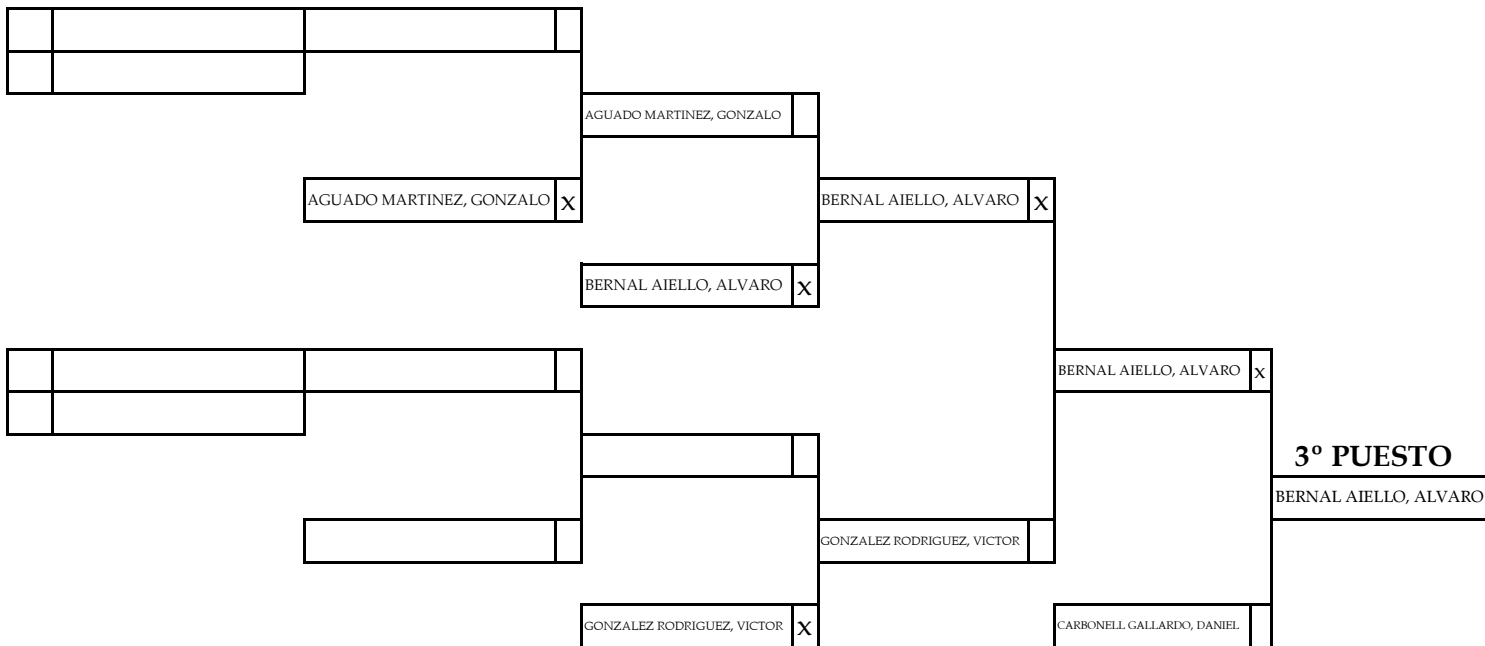 AGUADO MARTINEZ, GONZALO
AGUADO MARTINEZ, GONZALO X
BERNAL AIELLO, ALVARO X
BERNAL AIELLO, ALVARO X
BERNAL AIELLO, ALVARO x
3º PUESTO
BERNAL AIELLO, ALVARO
GONZALEZ RODRIGUEZ, VICTOR
GONZALEZ RODRIGUEZ, VICTOR X
CARBONELL GALLARDO, DANIEL